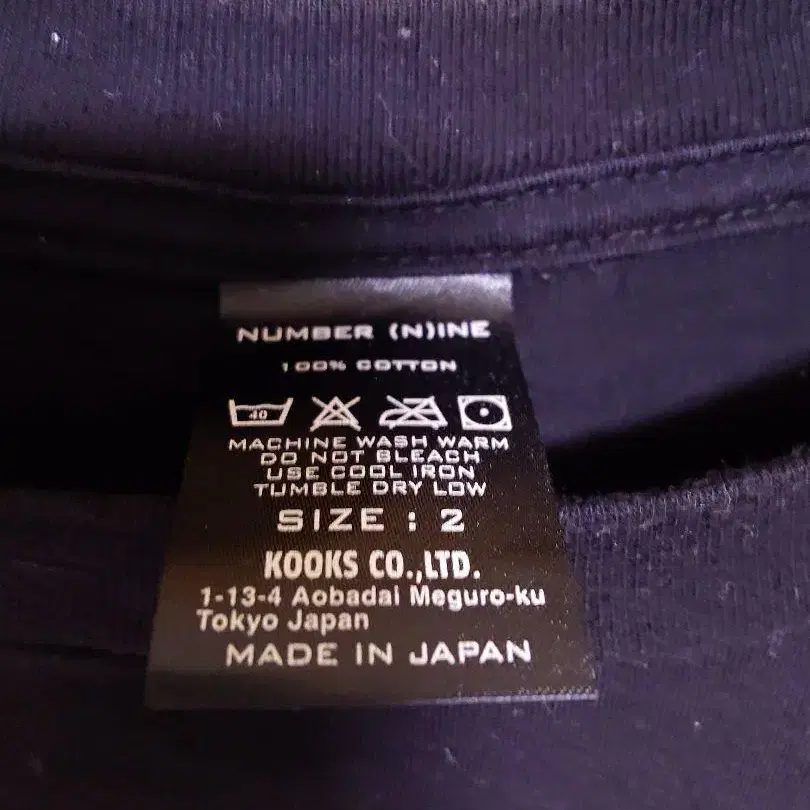 NUMBER (N)INE
100% COTTON
40
MACHINE WASH WARM
DO NOT BLEACH
USE COOL IRON
TUMBLE DRY LOW
SIZE : 2
KOOKS CO.,LTD.
1-13-4 Aobadai Meguro-ku
Tokyo Japan
MADE IN JAPAN